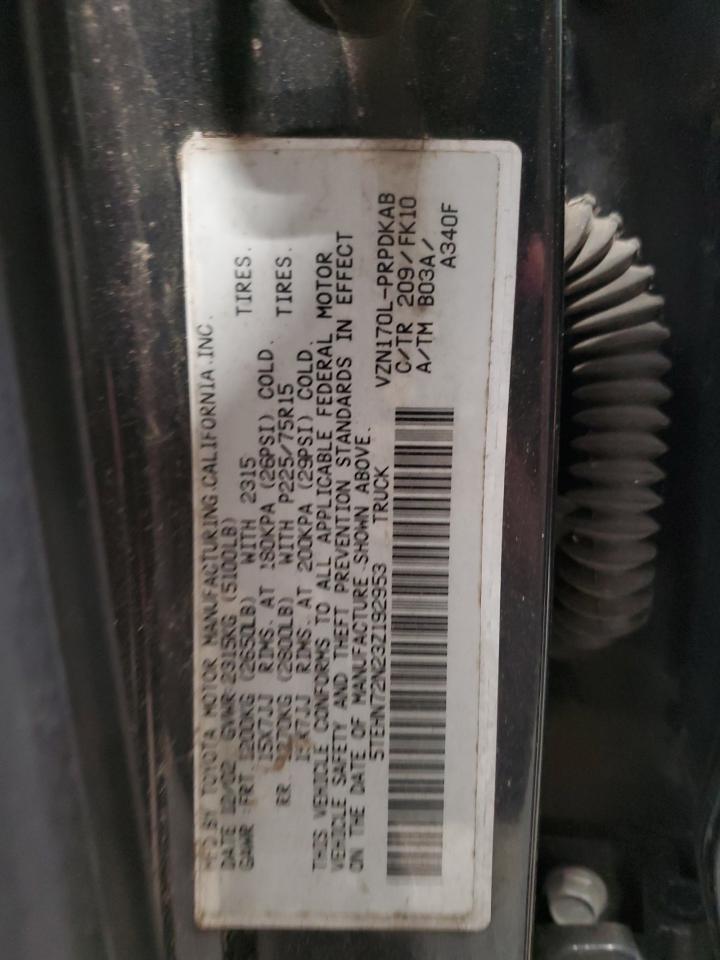 MFD BY TOYOTA MOTOR MANUFACTURING CALIFORNIA.INC.
DATE 12/02 GVWR 2315KG (5100LB)
GAWR : FRT 1200KG (2650LB) WITH 2315 TIRES.
15X7JJ RIMS. AT 180KPA (26PSI) COLD.
RR 1270KG (2800LB) WITH P225/75R15 TIRES.
15X7JJ RIMS. AT 200KPA (29PSI) COLD.
THIS VEHICLE CONFORMS TO ALL APPLICABLE FEDERAL MOTOR
VEHICLE SAFETY AND THEFT PREVENTION STANDARDS IN EFFECT
ON THE DATE OF MANUFACTURE SHOWN ABOVE.
5TEHN72N23Z192953 TRUCK
VZN170L-PRPDKAB
C/TR 209/FK10
A/TM B03A/
A340F